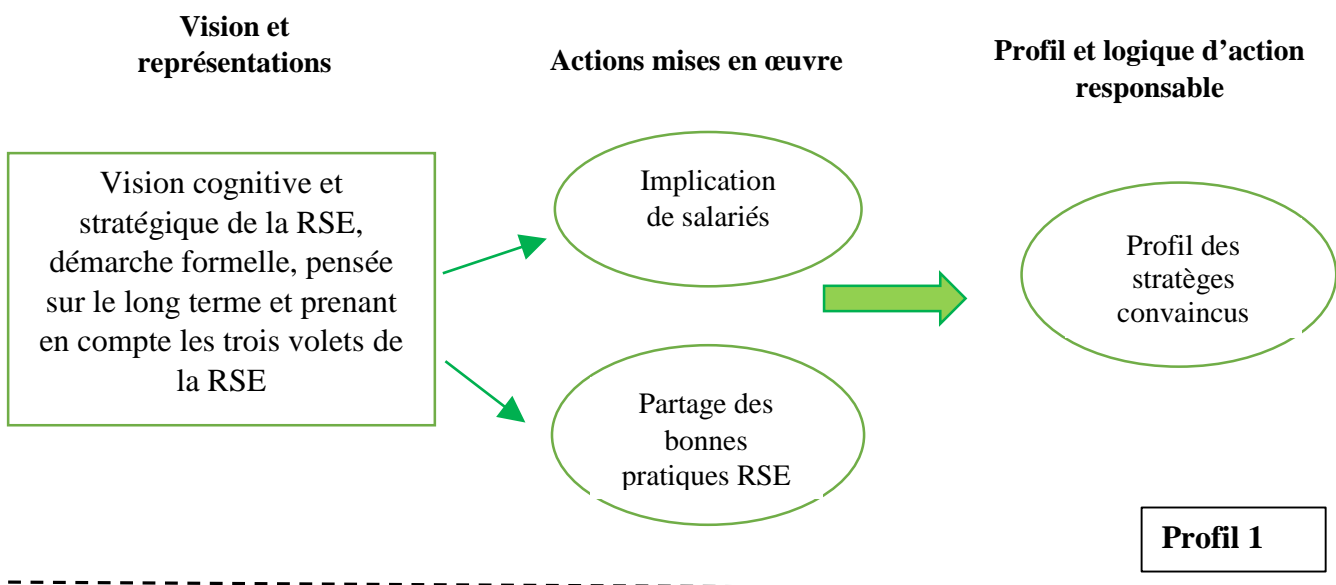 Vision et
représentations
Actions mises en œuvre
Profil et logique d’action
responsable
Vision cognitive et
stratégique de la RSE,
démarche formelle, pensée
sur le long terme et prenant
en compte les trois volets de
la RSE
Implication
de salariés
Partage des
bonnes
pratiques RSE
Profil des
stratèges
convaincus
Profil 1